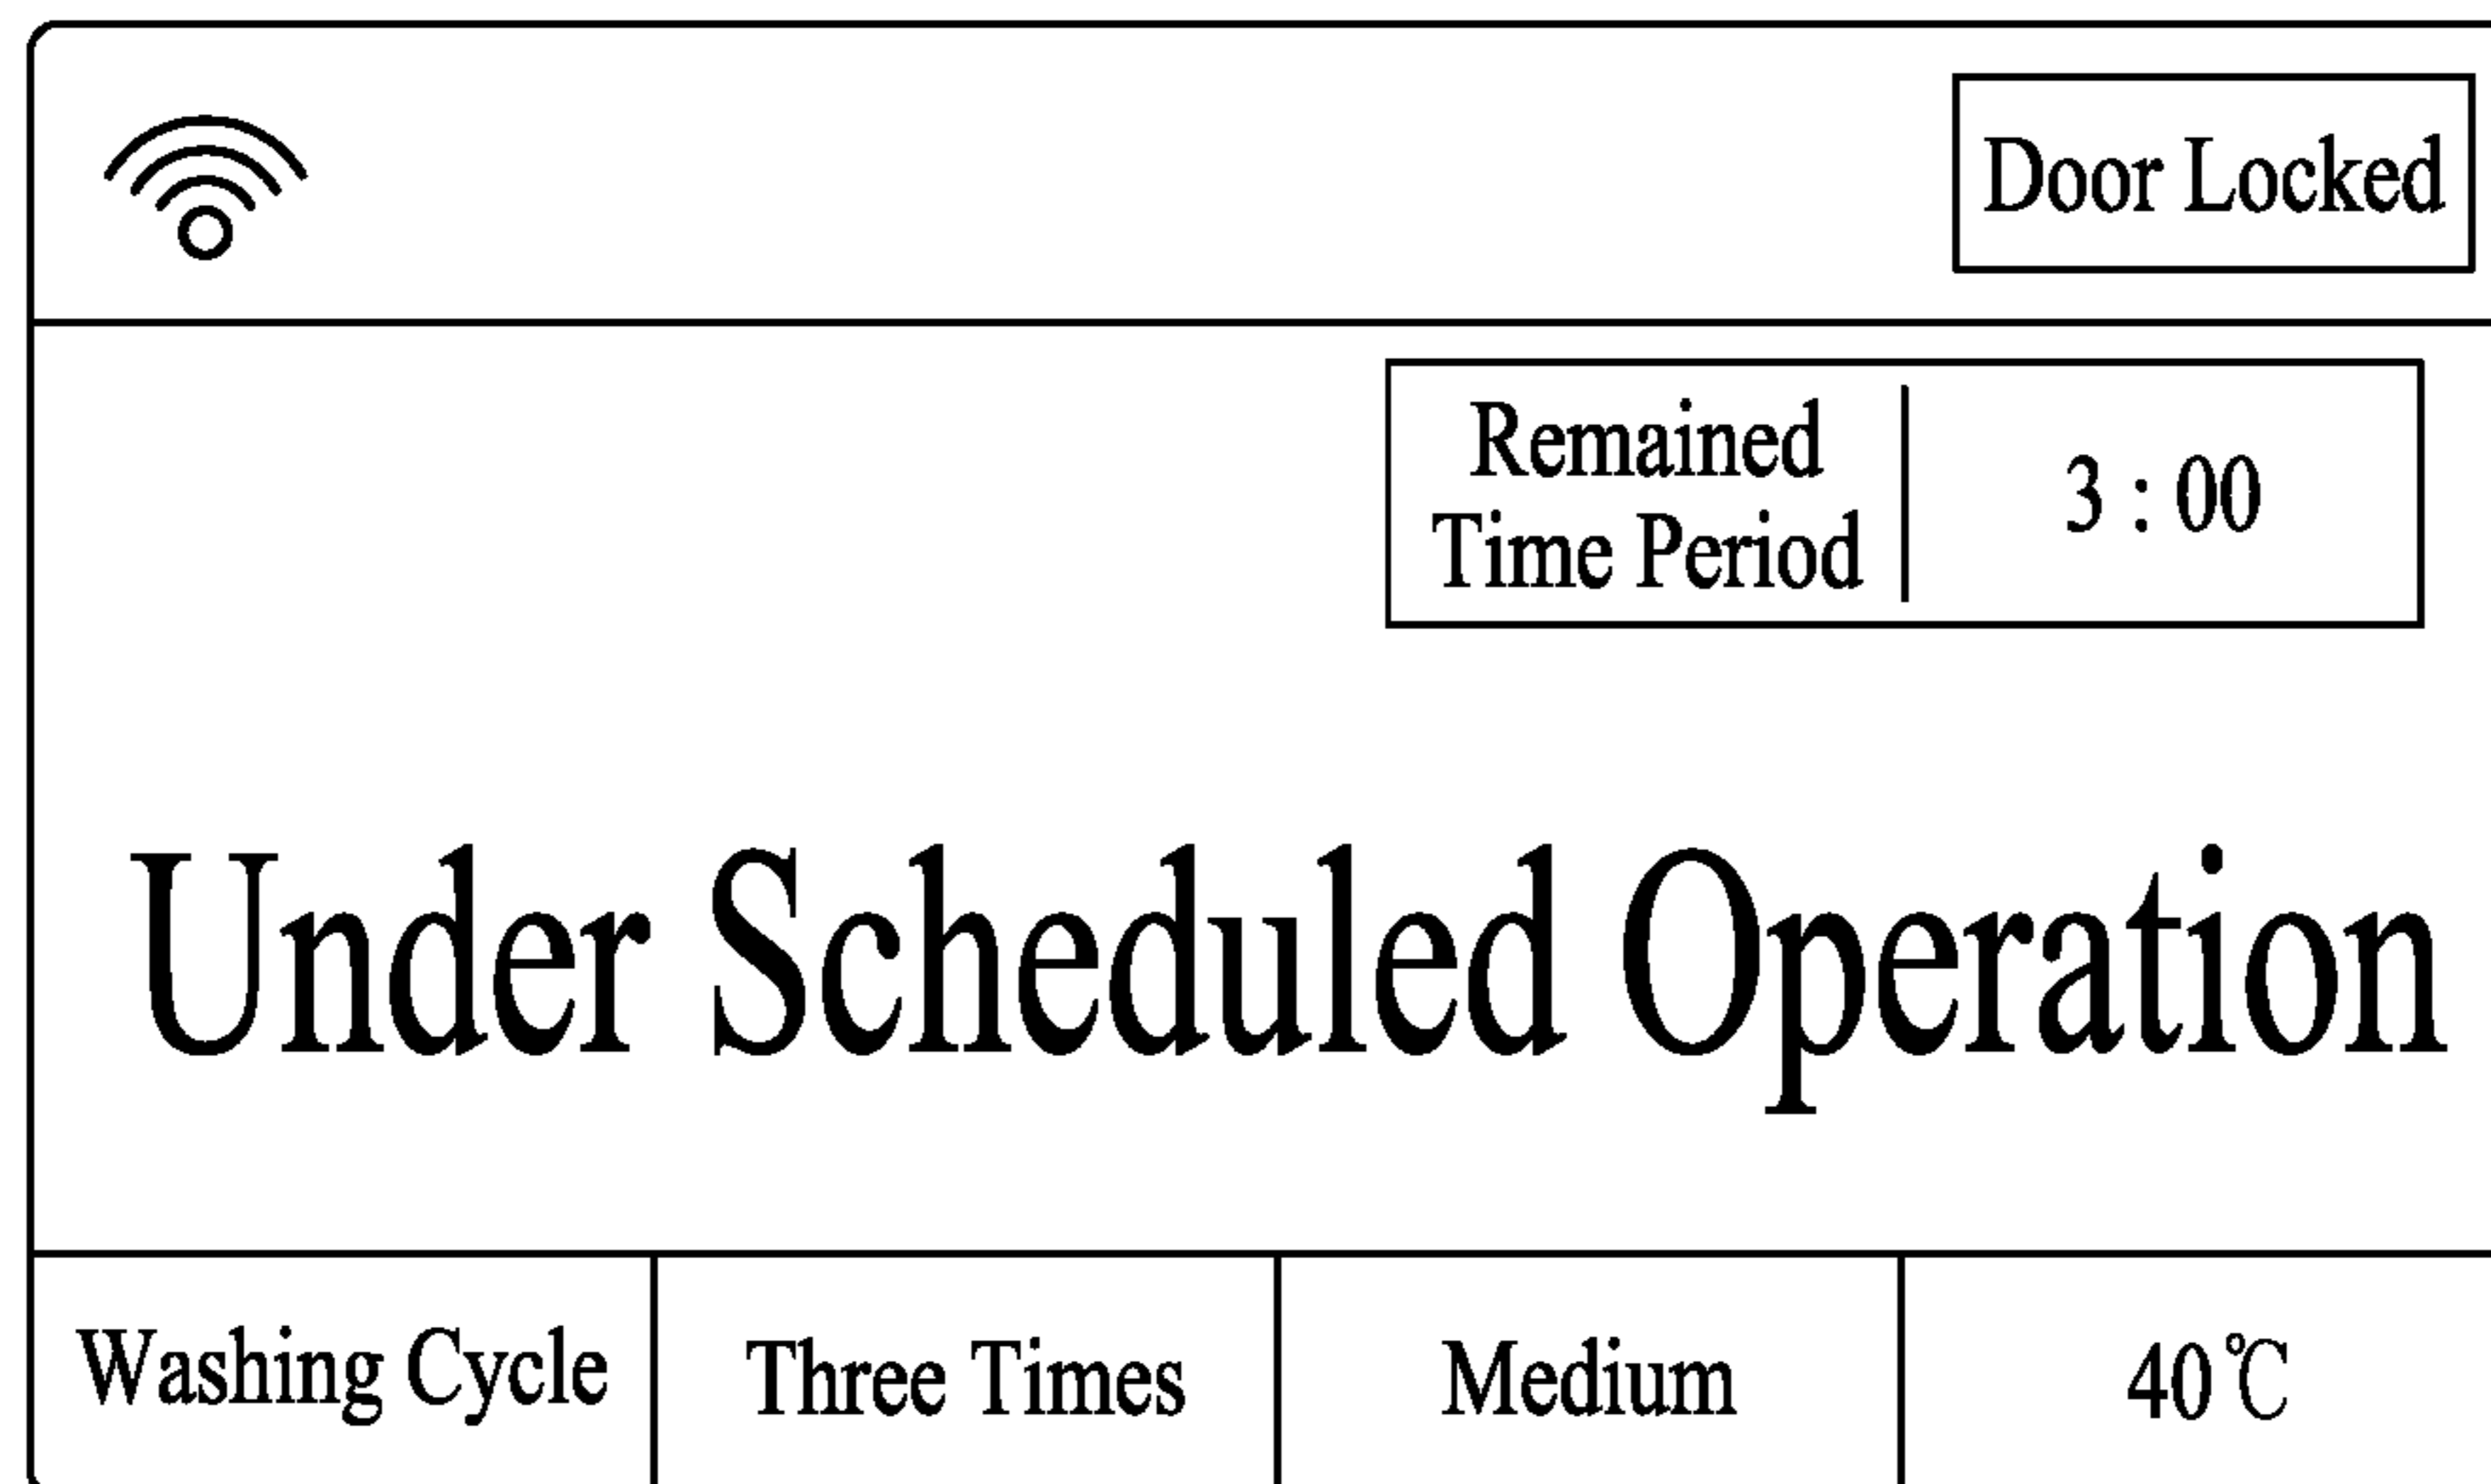 Door Locked
Remained
Time Period
3 : 00
Under Scheduled Operation
Washing Cycle
Three Times
Medium
40℃